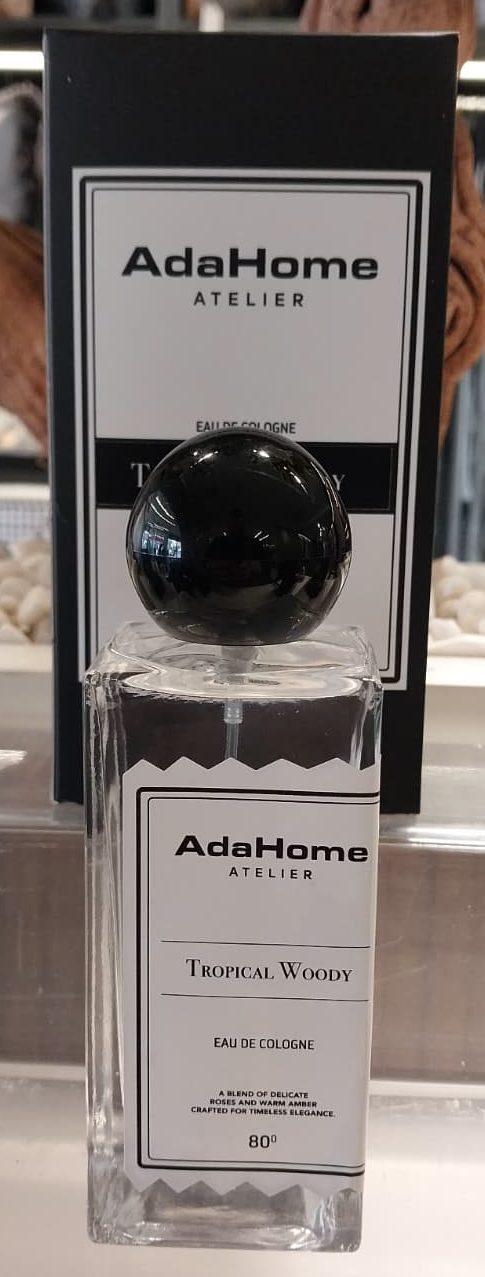 AdaHome
ATELIER
EAU DE COLOGNE
AdaHome
ATELIER
TROPICAL WOODY
EAU DE COLOGNE
A BLEND OF DELICATE
ROSES AND WARM AMBER
CRAFTED FOR TIMELESS ELEGANCE.
80⁰